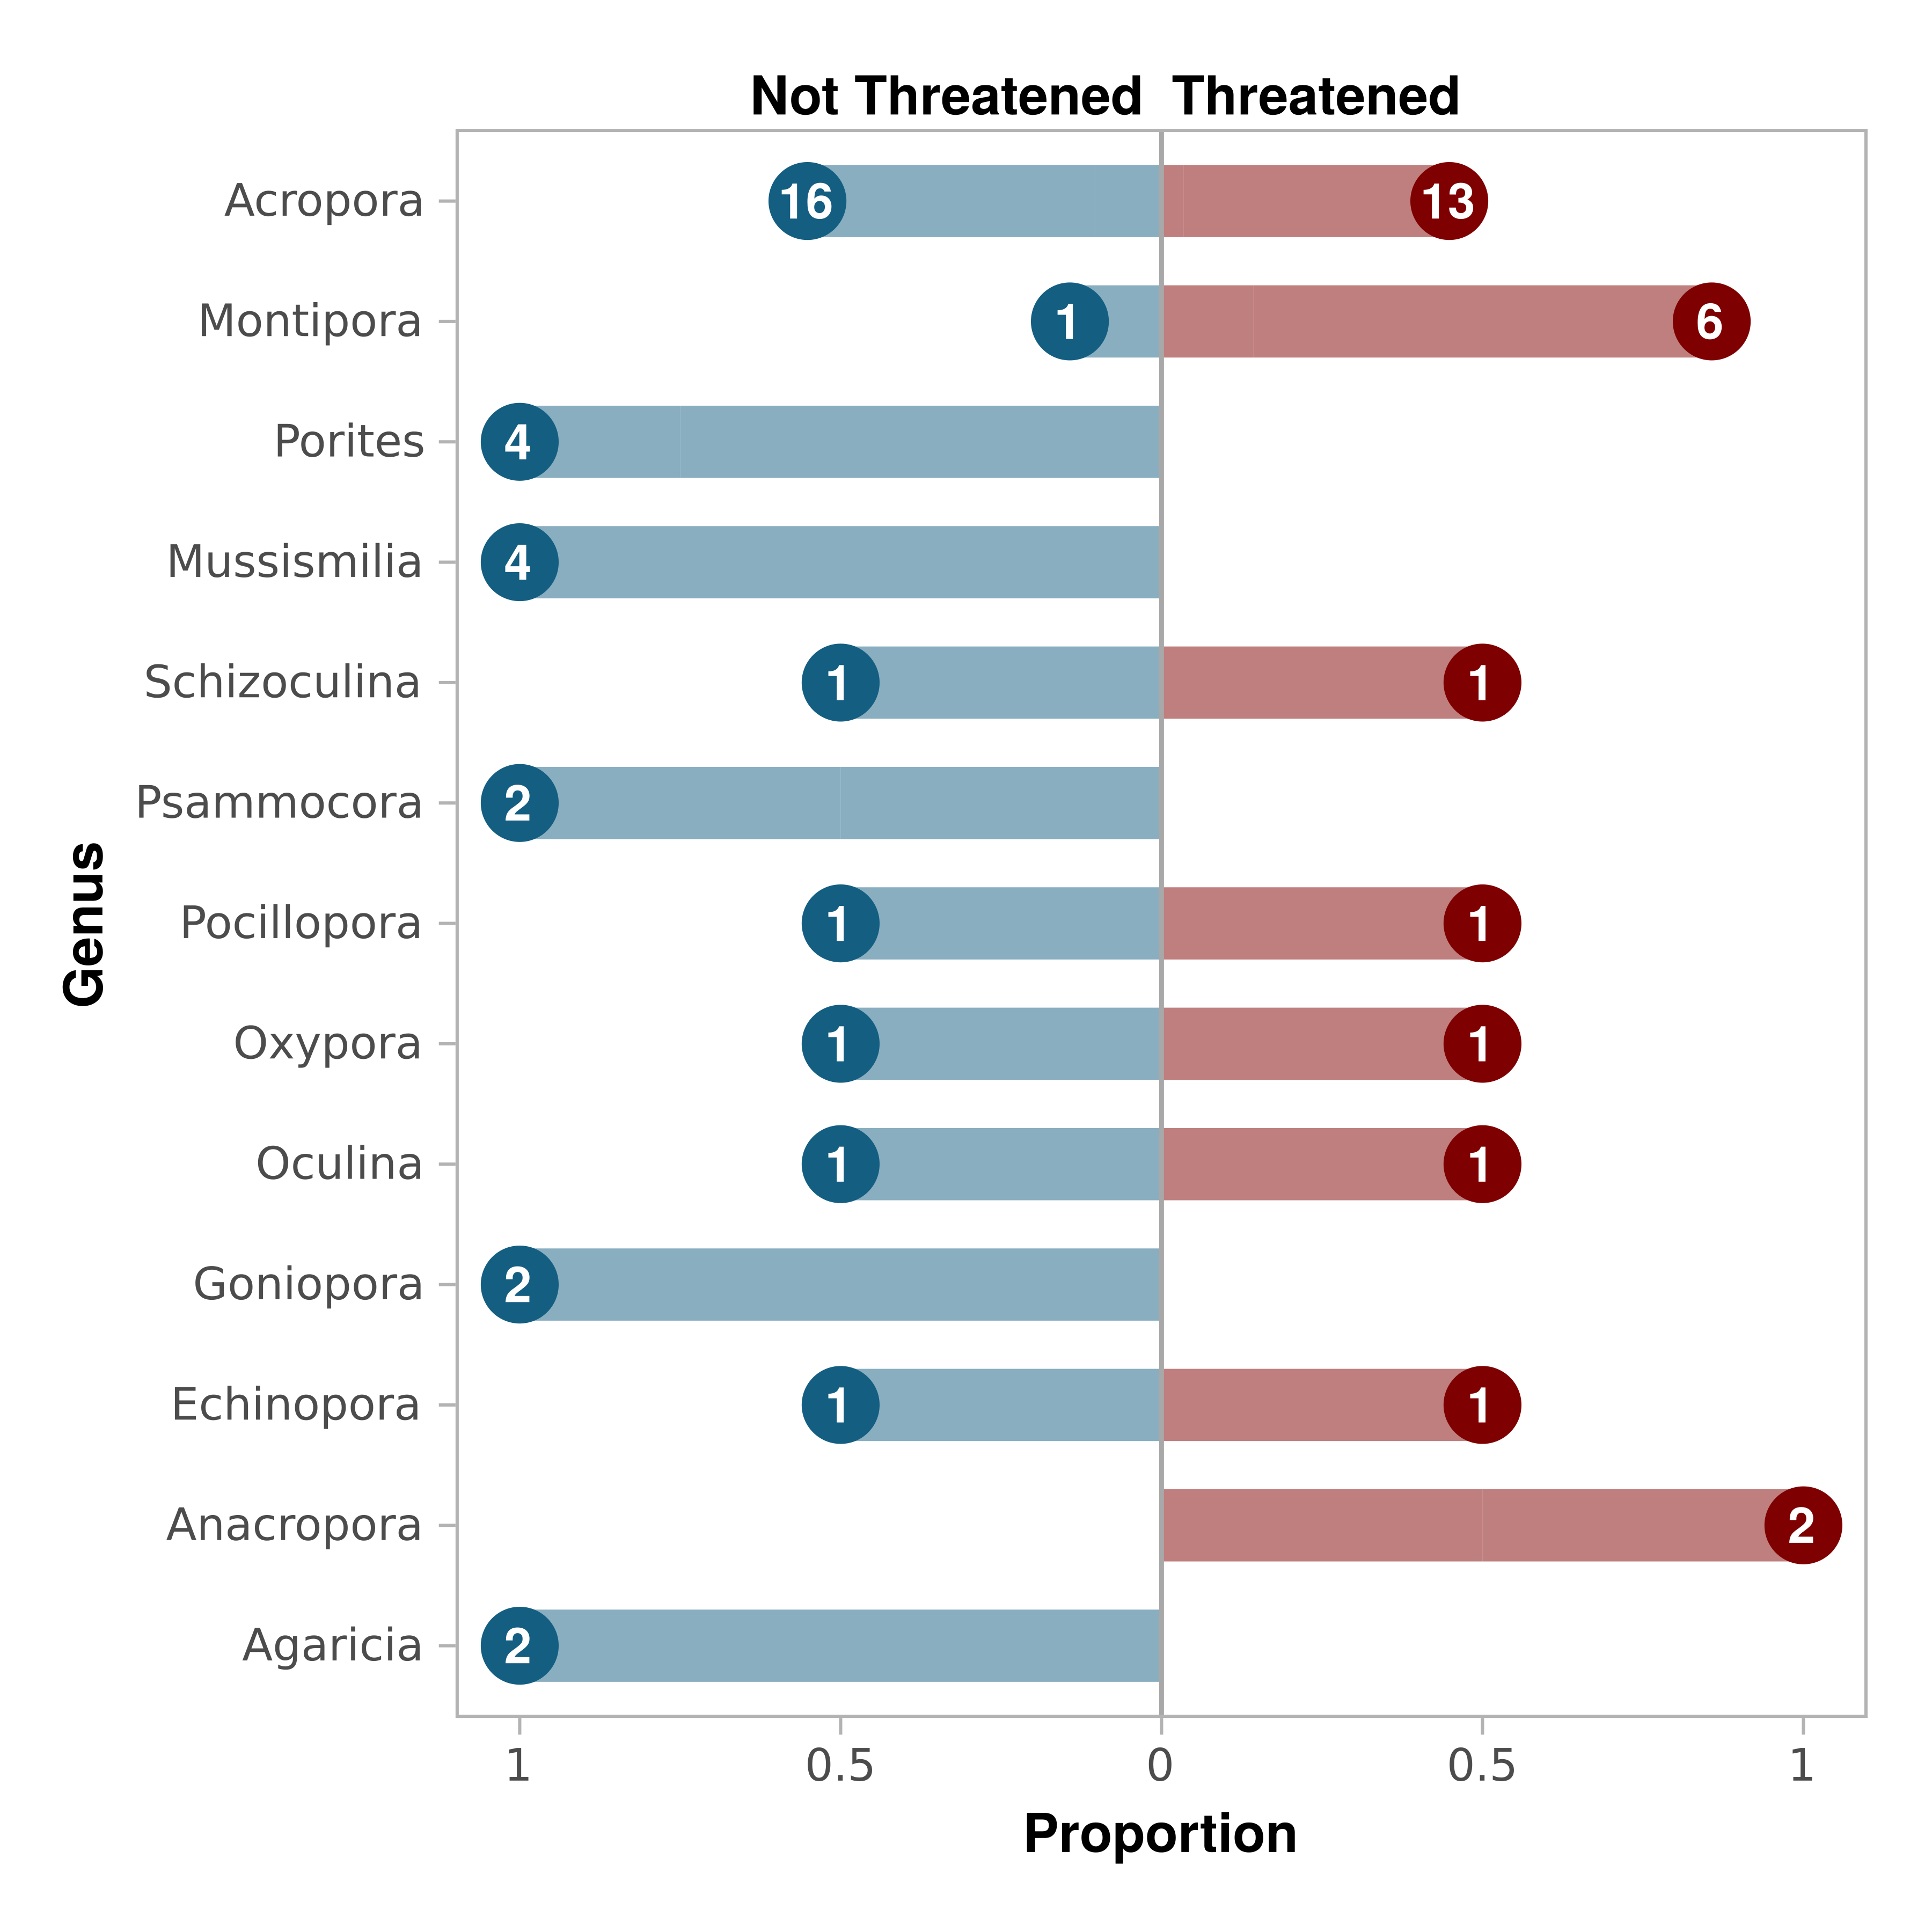 Not Threatened Threatened
Acropora 16 13
Montipora 1 6
Porites 4
Mussismilia 4
Schizoculina 1 1
Psammocora 2
Pocillopora 1 1
Oxypora 1 1
Oculina 1 1
Goniopora 2
Echinopora 1 1
Anacropora 2
Agaricia 2
Genus
1 0.5 0 0.5 1
Proportion